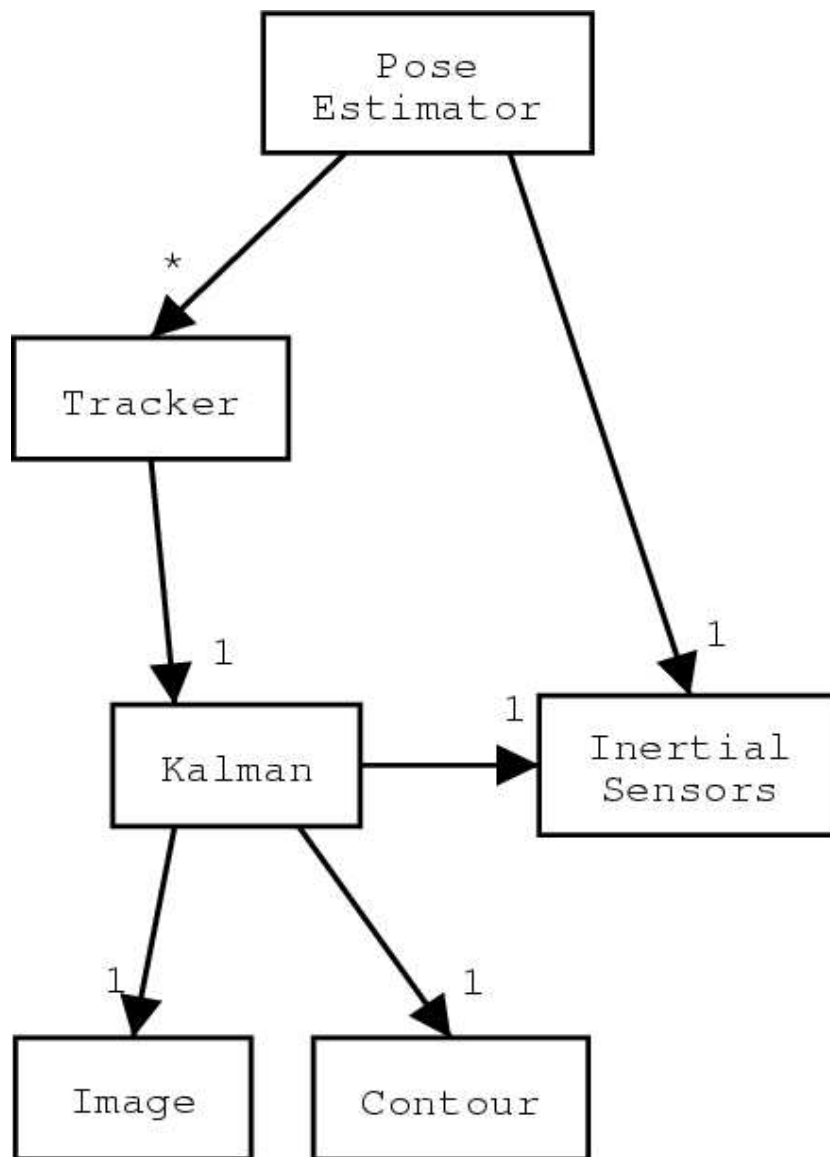 Pose
Estimator
*
Tracker
1
1
1
Kalman
Inertial
Sensors
1
1
Image
Contour